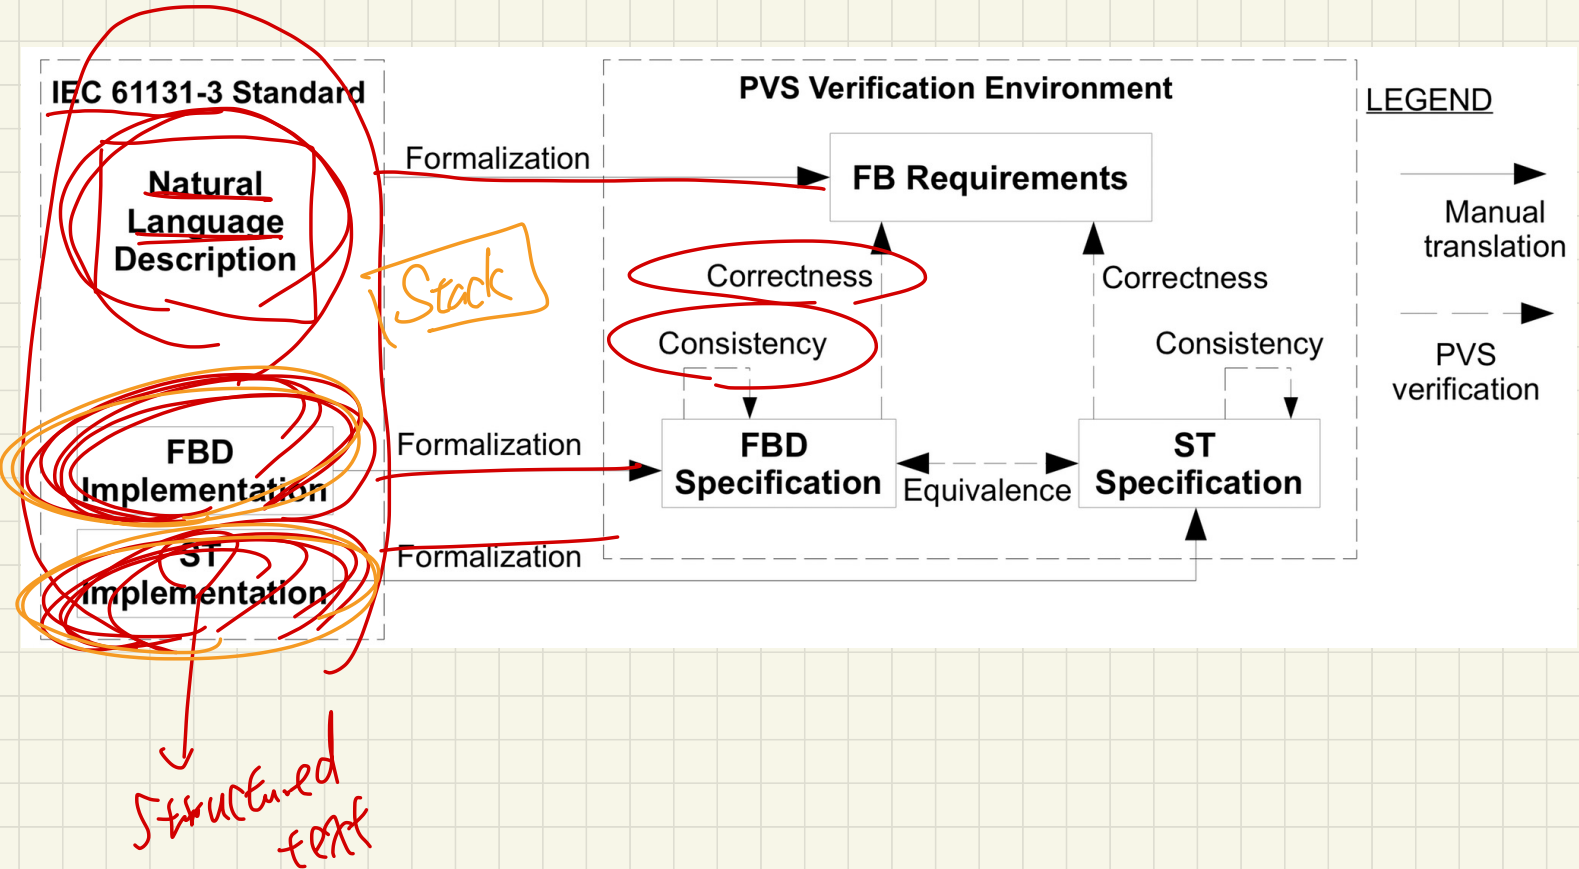 IEC 61131-3 Standard
Natural
Language
Description
FBD
Implementation
ST
Implementation
Structured
text
Stack
Formalization
Formalization
Formalization
PVS Verification Environment
FB Requirements
Correctness
Correctness
Consistency
Consistency
FBD
Specification
Equivalence
ST
Specification
LEGEND
Manual
translation
PVS
verification